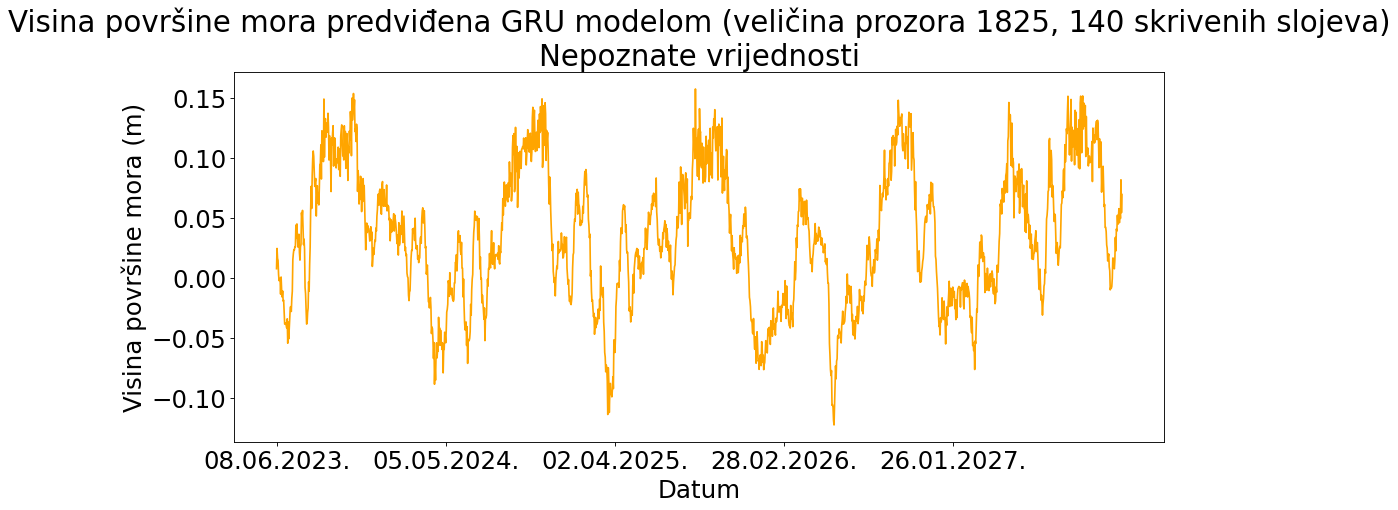 Visina površine mora predviđena GRU modelom (veličina prozora 1825, 140 skrivenih slojeva)
Nepoznate vrijednosti
Visina površine mora (m)
0.15
0.10
0.05
0.00
−0.05
−0.10
08.06.2023. 05.05.2024. 02.04.2025. 28.02.2026. 26.01.2027.
Datum